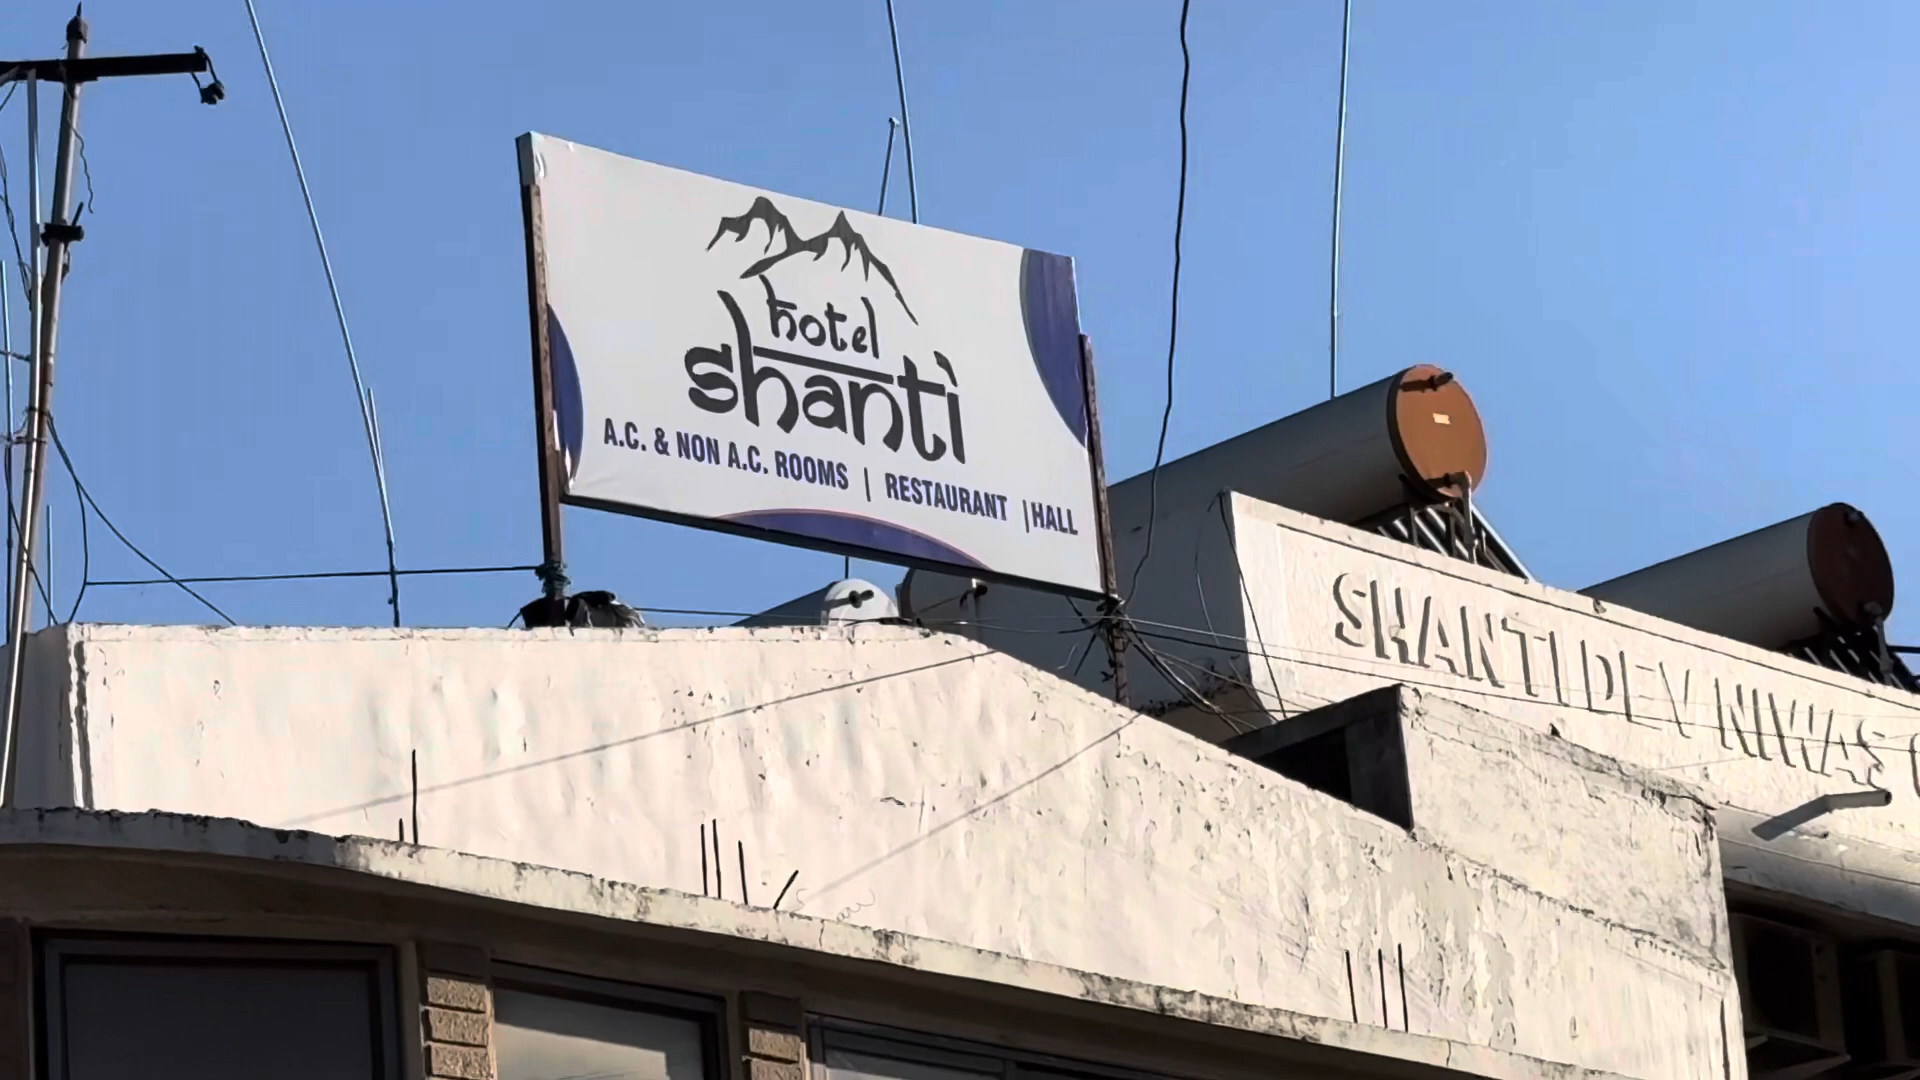 hotel
shanti
A.C. & NON A.C. ROOMS | RESTAURANT | HALL
SHANTI DEV NIWAS